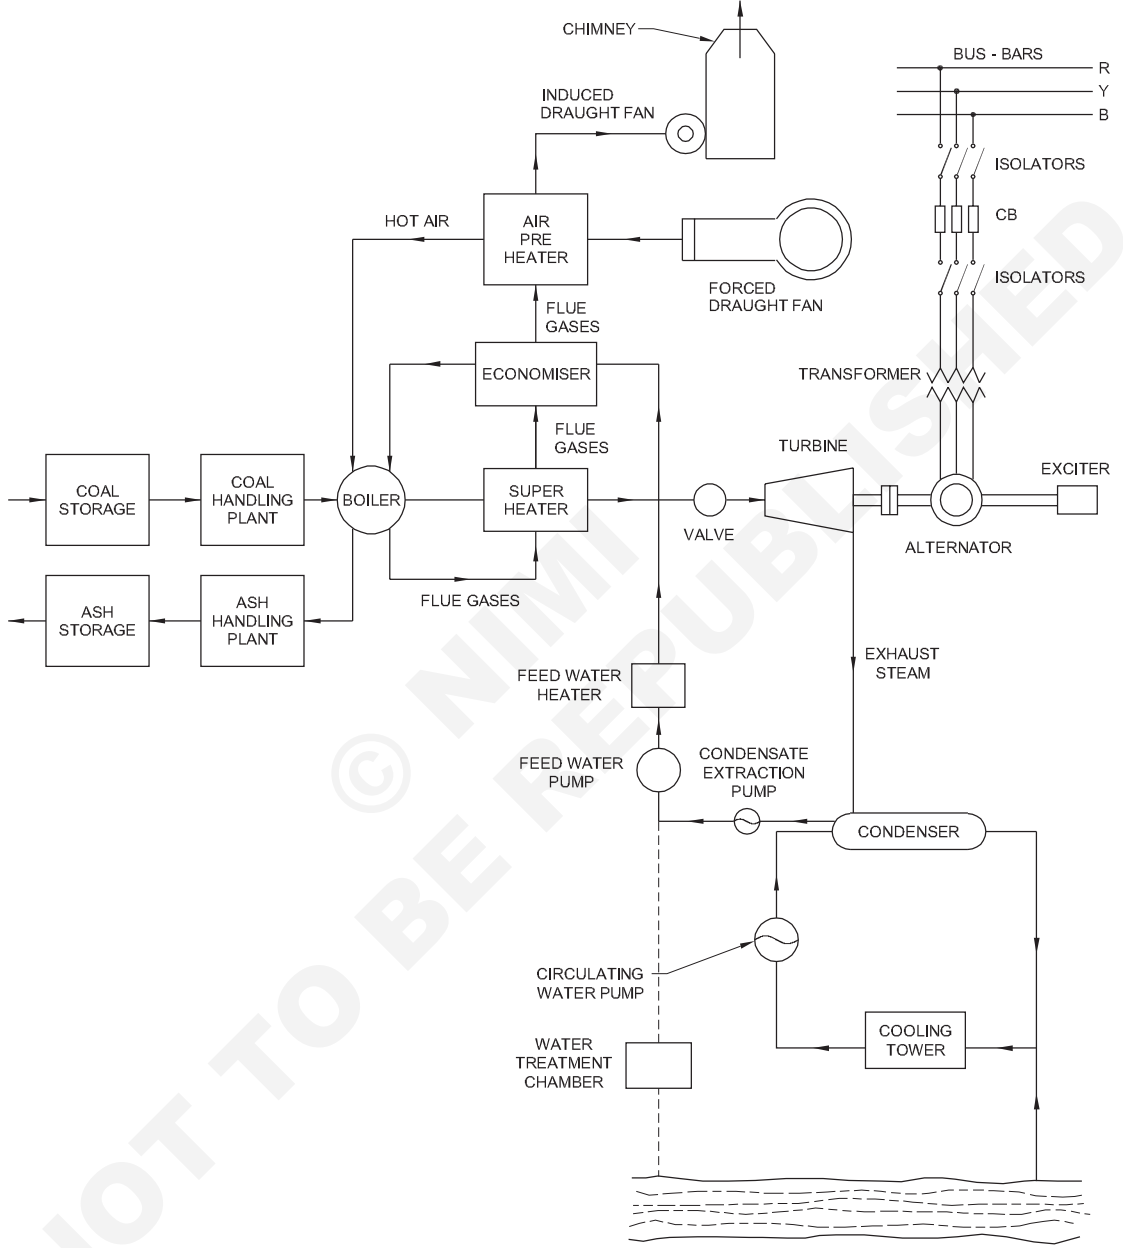 CHIMNEY
BUS - BARS
R
Y
B
INDUCED
DRAUGHT FAN
ISOLATORS
CB
HOT AIR
AIR
PRE
HEATER
FORCED
DRAUGHT FAN
ISOLATORS
FLUE
GASES
ECONOMISER
TRANSFORMER
FLUE
GASES
TURBINE
EXCITER
COAL
STORAGE
COAL
HANDLING
PLANT
BOILER
SUPER
HEATER
VALVE
ALTERNATOR
ASH
STORAGE
ASH
HANDLING
PLANT
FLUE GASES
EXHAUST
STEAM
FEED WATER
HEATER
FEED WATER
PUMP
CONDENSATE
EXTRACTION
PUMP
CONDENSER
CIRCULATING
WATER PUMP
COOLING
TOWER
WATER
TREATMENT
CHAMBER
© NIMI
NOT TO BE REPUBLISHED